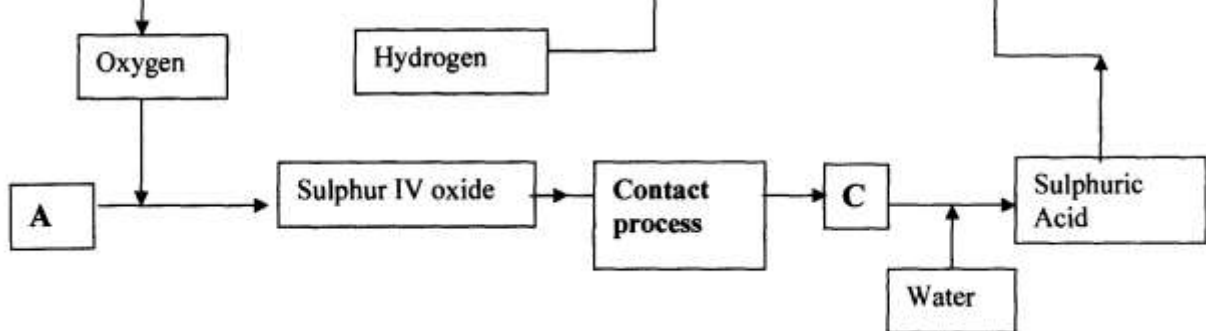 Oxygen
Hydrogen
A
Sulphur IV oxide
Contact
process
C
Sulphuric
Acid
Water